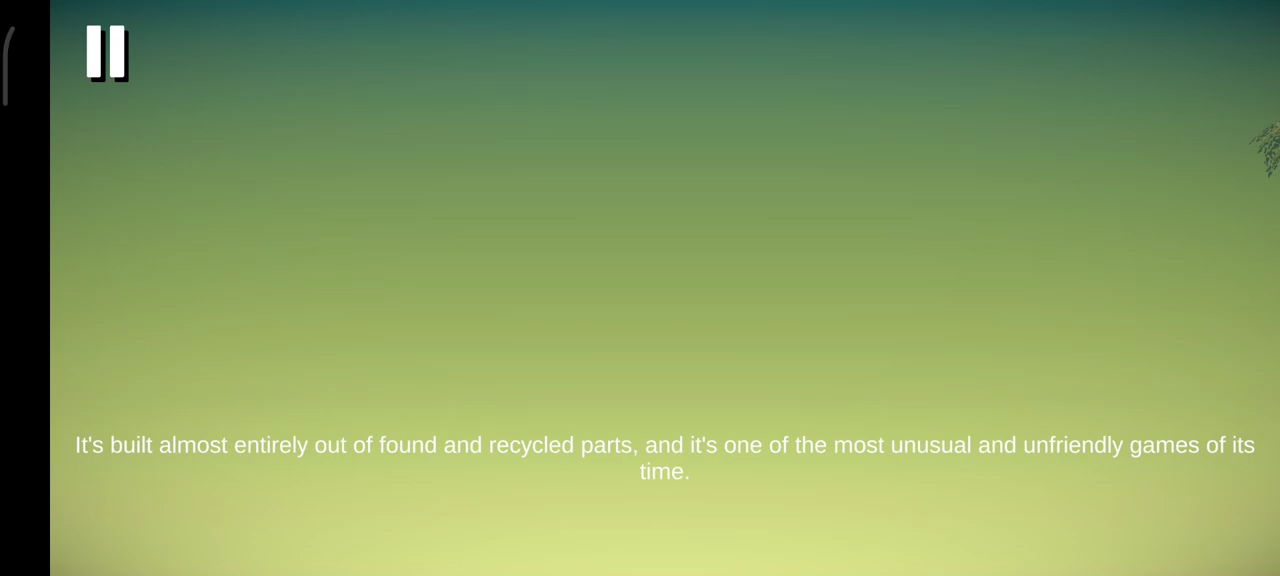 It's built almost entirely out of found and recycled parts, and it's one of the most unusual and unfriendly games of its
time.